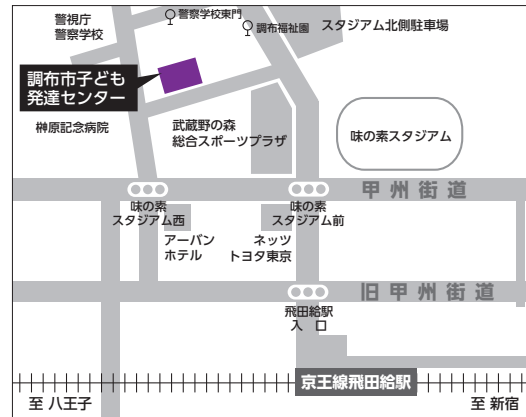 警視庁
警察学校
警察学校東門
調布福祉園
スタジアム北側駐車場
調布市子ども
発達センター
榊原記念病院
武蔵野の森
総合スポーツプラザ
味の素スタジアム
甲州街道
味の素
スタジアム西
味の素
スタジアム前
アーバン
ホテル
ネッツ
トヨタ東京
旧甲州街道
飛田給駅
入口
京王線飛田給駅
至 八王子
至 新宿